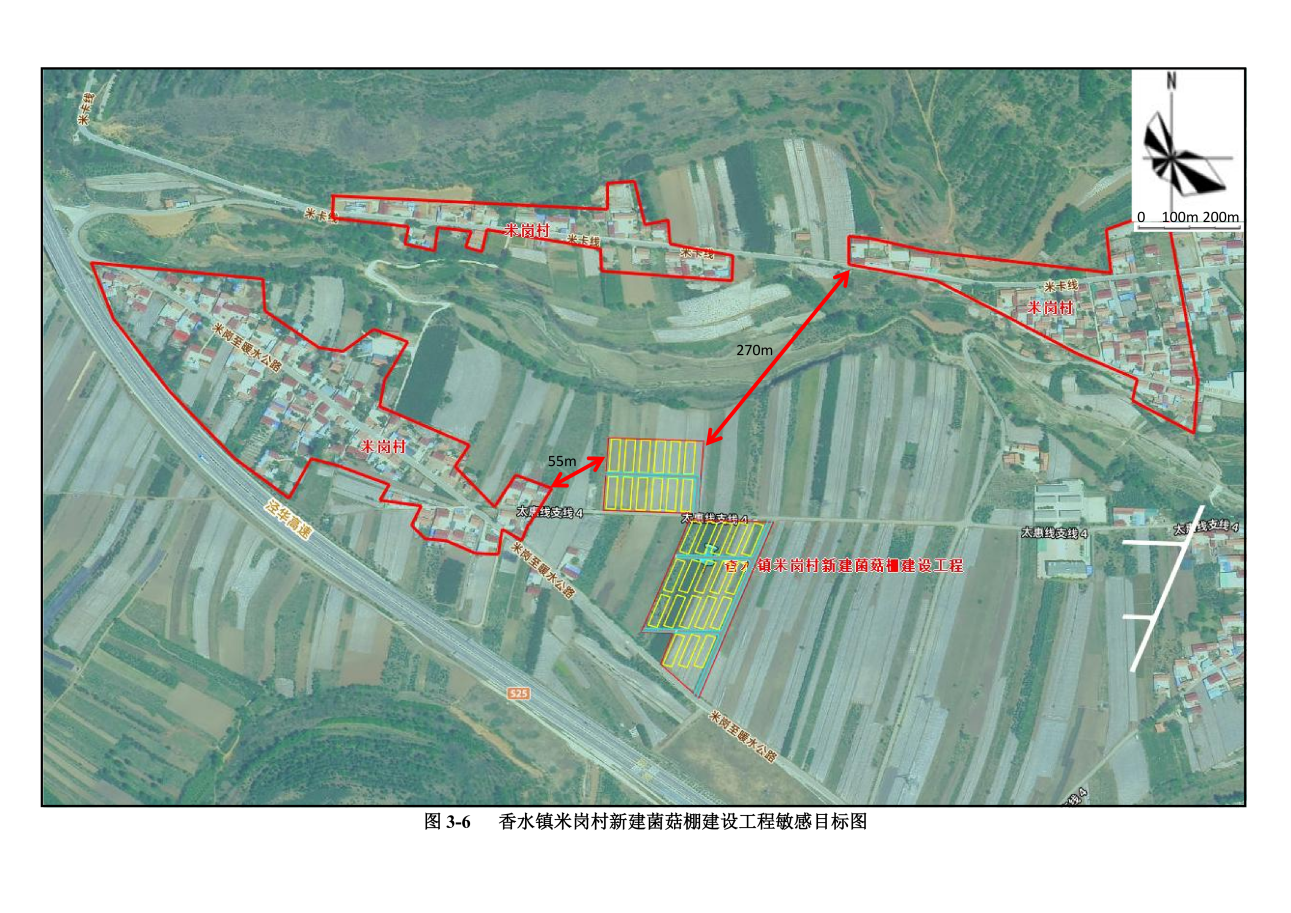 米卡线
N
0 100m 200m
米卡线
米岗村
米卡线
米卡线
米卡线
米岗村
米岗至暖水公路
270m
米岗村
55m
太惠线支线 4
太惠线支线 4
泾华高速
太惠线支线 4
太惠线支线 4
米岗至暖水公路
香水镇米岗村新建菌菇棚建设工程
S25
米岗至暖水公路
线 4
图 3-6 香水镇米岗村新建菌菇棚建设工程敏感目标图